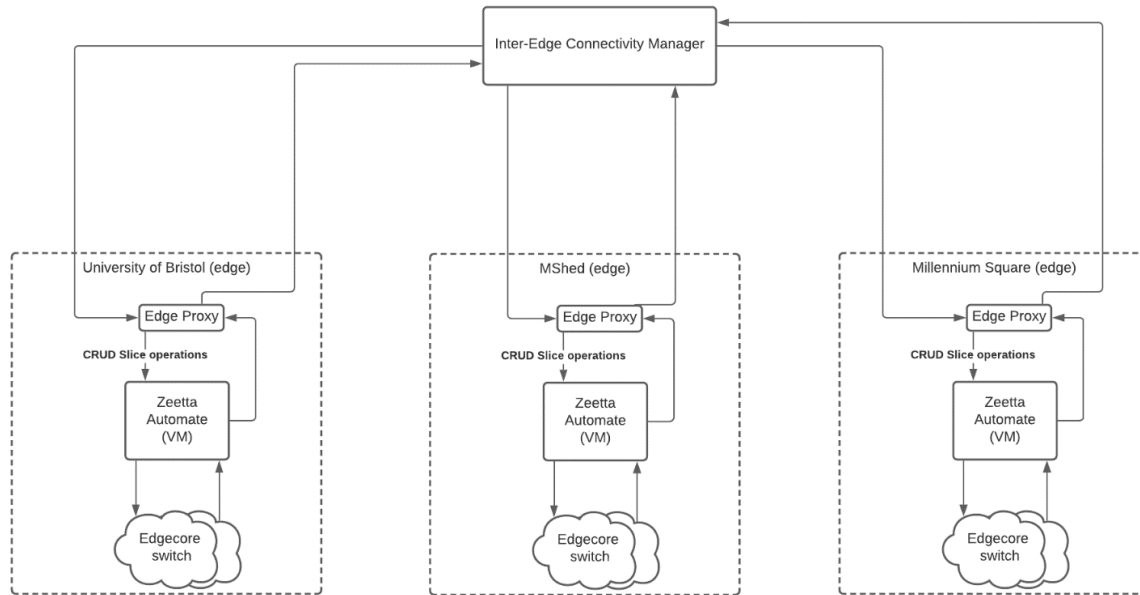 Inter-Edge Connectivity Manager
University of Bristol (edge)
Edge Proxy
CRUD Slice operations
Zeetta
Automate
(VM)
Edgecore
switch
MShed (edge)
Edge Proxy
CRUD Slice operations
Zeetta
Automate
(VM)
Edgecore
switch
Millennium Square (edge)
Edge Proxy
CRUD Slice operations
Zeetta
Automate
(VM)
Edgecore
switch